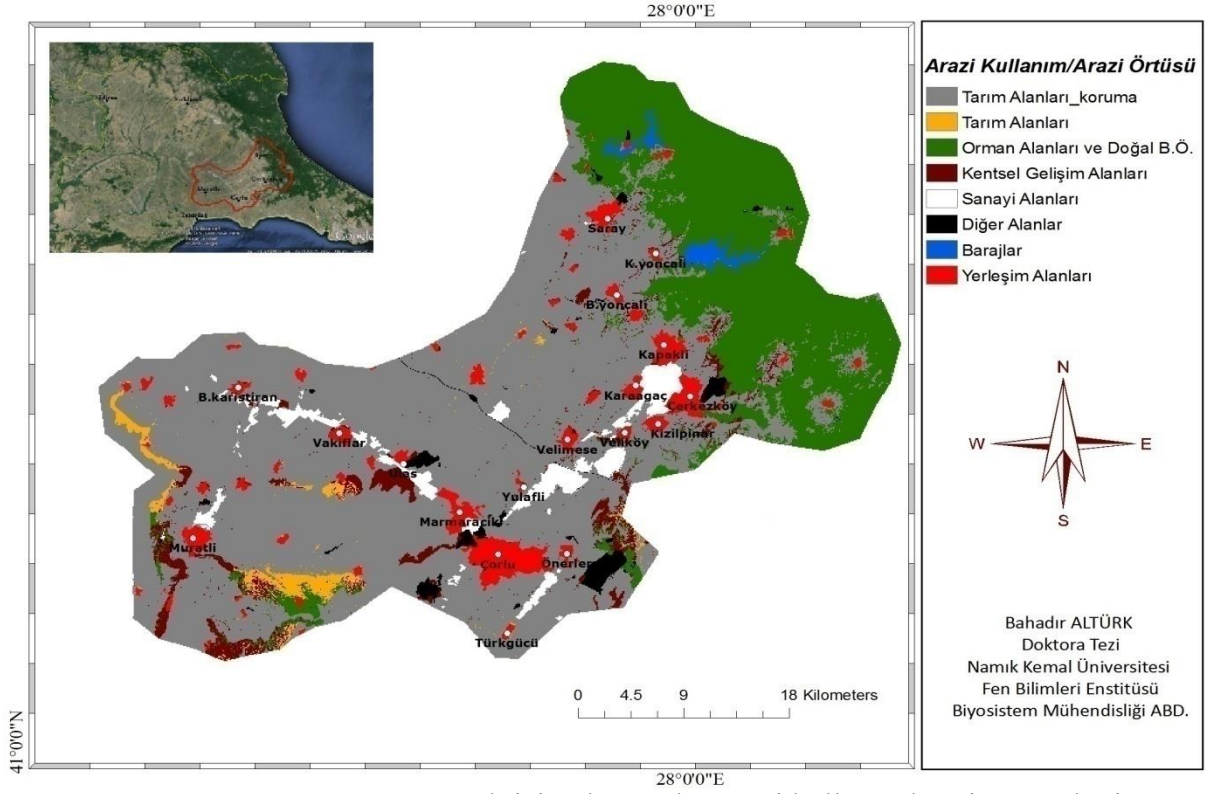 28°0'0"E
Arazi Kullanım/Arazi Örtüsü
Tarım Alanları_koruma
Tarım Alanları
Orman Alanları ve Doğal B.Ö.
Kentsel Gelişim Alanları
Sanayi Alanları
Diğer Alanlar
Barajlar
Yerleşim Alanları
Saray
K.yoncali
B.yoncali
Kapakli
Karaagaç
Çerkezköy
B.karistiran
Vakiflar
Velimese
Veliköy
Kizilpinar
Ulas
Yulafli
Marmaracik
Muratli
Çorlu
Önerler
Türkgücü
N
W
E
S
0 4.5 9 18 Kilometers
Bahadır ALTÜRK
Doktora Tezi
Namık Kemal Üniversitesi
Fen Bilimleri Enstitüsü
Biyosistem Mühendisliği ABD.
41°0'0"N
28°0'0"E